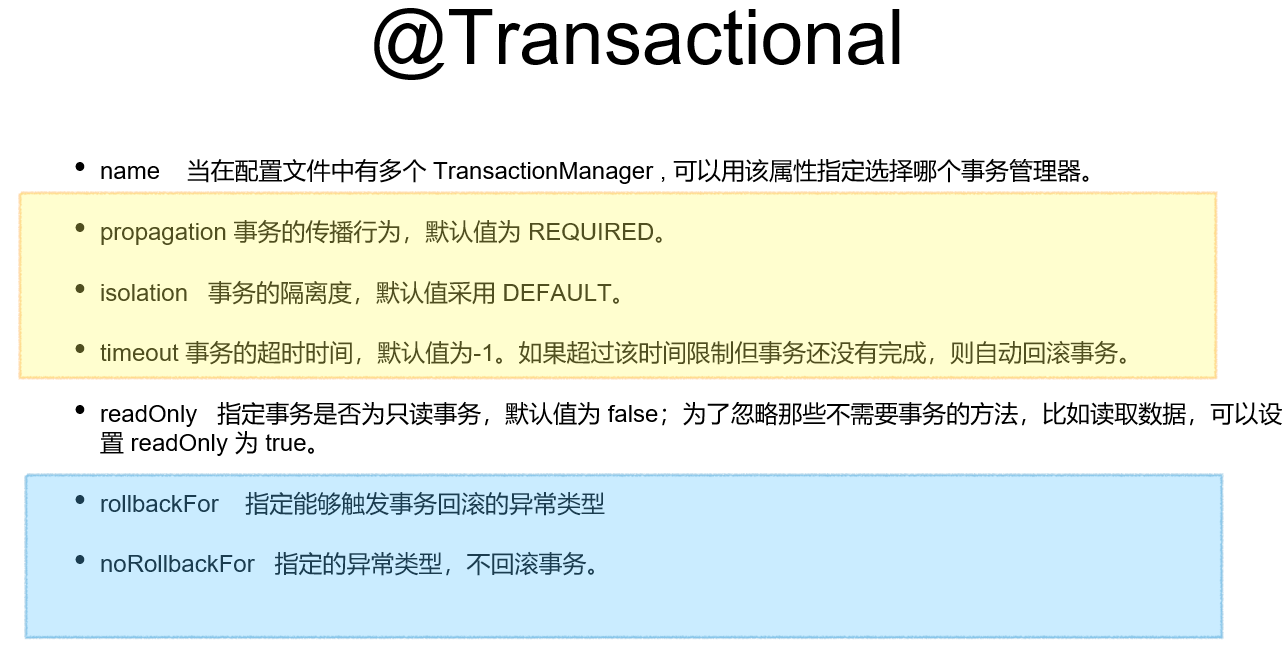 @Transactional
• name 当在配置文件中有多个 TransactionManager , 可以用该属性指定选择哪个事务管理器。
• propagation 事务的传播行为，默认值为 REQUIRED。
• isolation 事务的隔离度，默认值采用 DEFAULT。
• timeout 事务的超时时间，默认值为-1。如果超过该时间限制但事务还没有完成，则自动回滚事务。
• readOnly 指定事务是否为只读事务，默认值为 false；为了忽略那些不需要事务的方法，比如读取数据，可以设
置 readOnly 为 true。
• rollbackFor 指定能够触发事务回滚的异常类型
• noRollbackFor 指定的异常类型，不回滚事务。